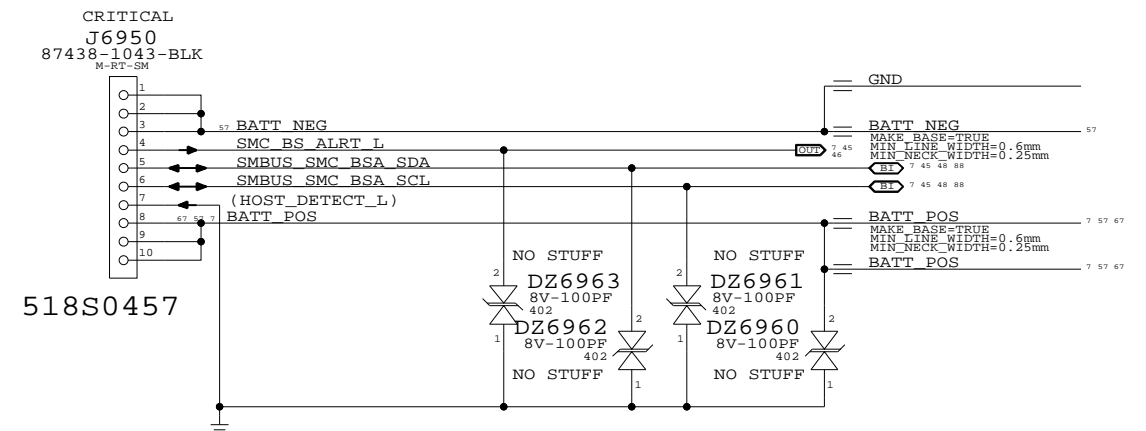 CRITICAL
J6950
87438-1043-BLK
M-RT-SM
1
2
3
4
5
6
7
8
9
10
518S0457
57 BATT_NEG
SMC_BS_ALRT_L
SMBUS_SMC_BSA_SDA
SMBUS_SMC_BSA_SCL
(HOST_DETECT_L)
67 57 7 BATT_POS
GND
BATT_NEG 57
MAKE_BASE=TRUE
MIN_LINE_WIDTH=0.6mm
MIN_NECK_WIDTH=0.25mm
OUT 7 45
46
BI 7 45 48 88
BI 7 45 48 88
BATT_POS 7 57 67
MAKE_BASE=TRUE
MIN_LINE_WIDTH=0.6mm
MIN_NECK_WIDTH=0.25mm
BATT_POS 7 57 67
NO STUFF
2
DZ6963
8V-100PF
402
1
2
DZ6962
8V-100PF
402
NO STUFF
1
NO STUFF
2
DZ6961
8V-100PF
402
1
2
DZ6960
8V-100PF
402
NO STUFF
1